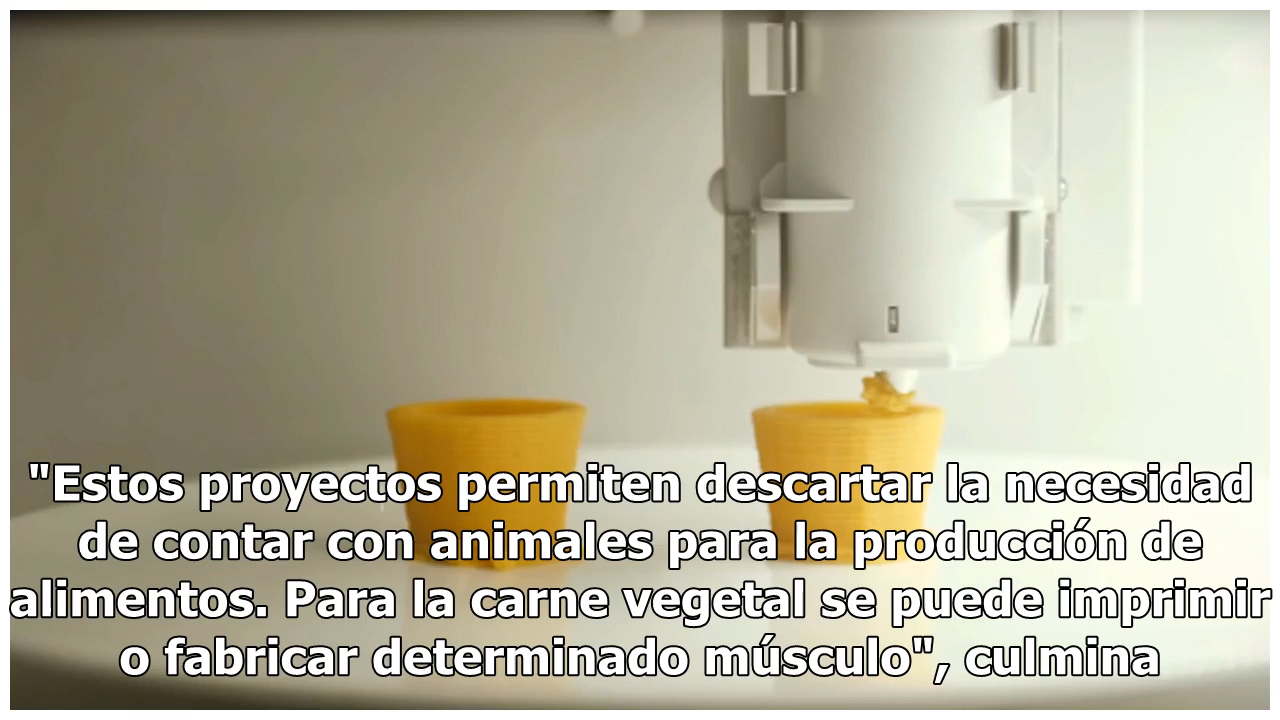 "Estos proyectos permiten descartar la necesidad
de contar con animales para la producción de
alimentos. Para la carne vegetal se puede imprimir
o fabricar determinado músculo", culmina